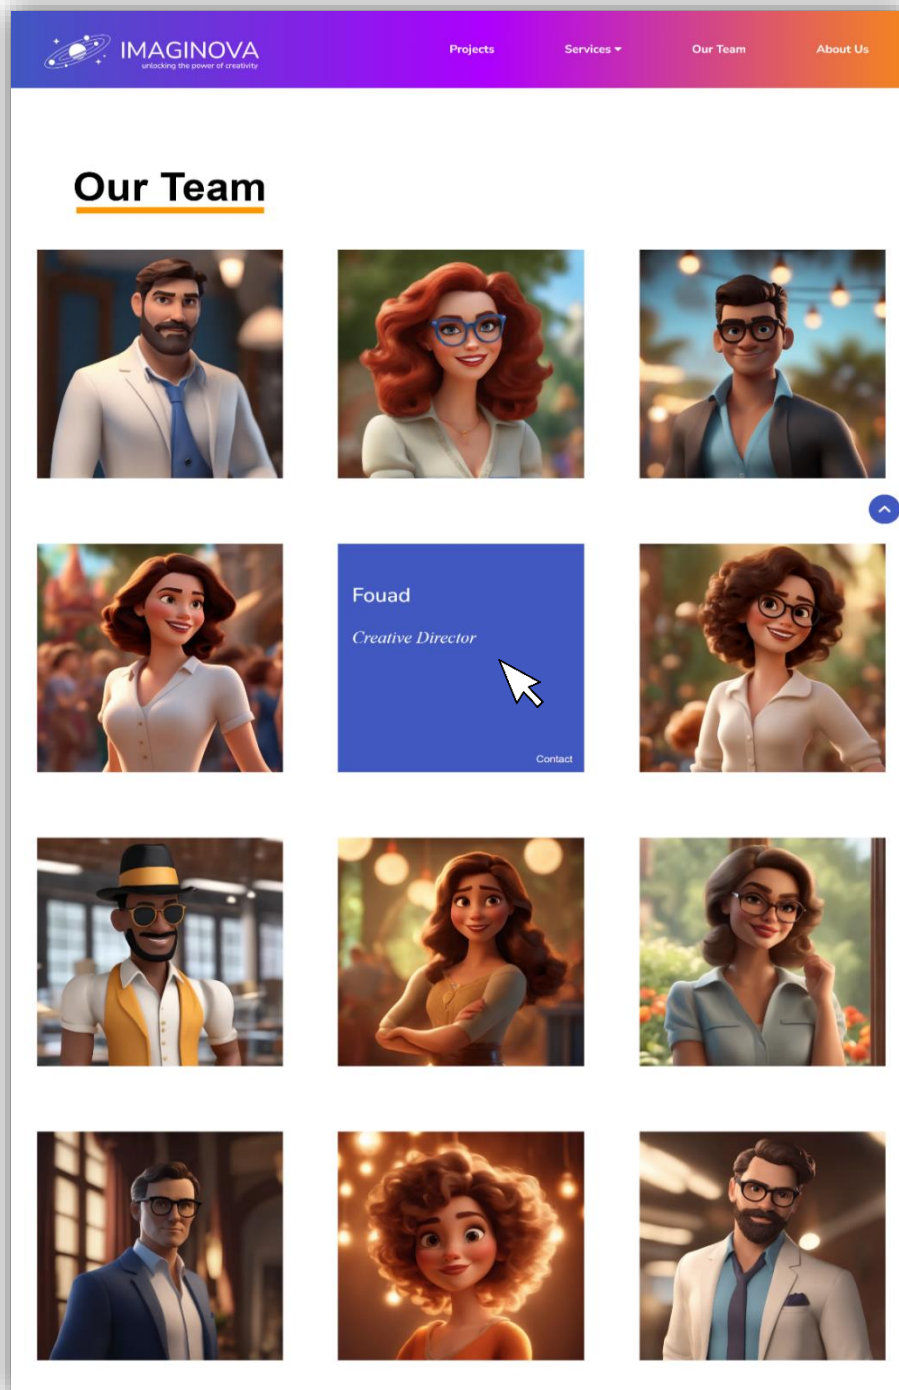 IMAGINOVA
unlocking the power of creativity
Projects
Services
Our Team
About Us
Our Team
Fouad
Creative Director
Contact